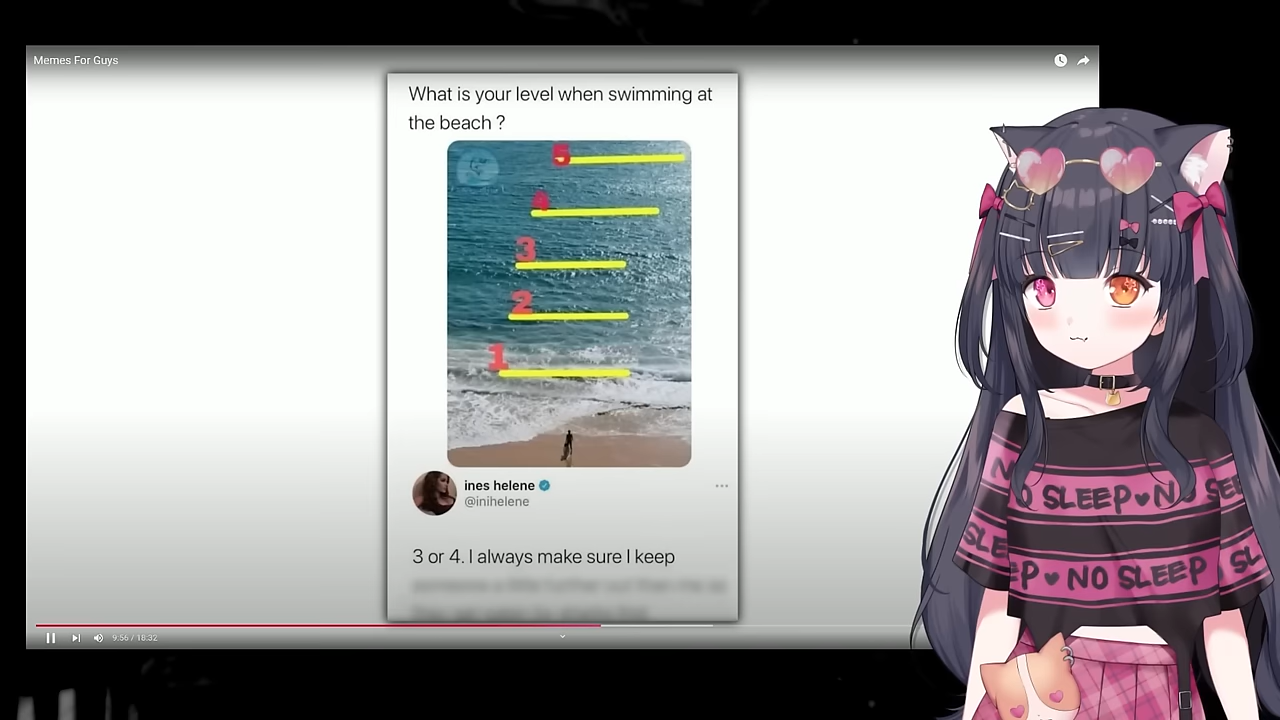 Memes For Guys
What is your level when swimming at
the beach ?
5
4
3
2
1
ines helene
@inihelene
3 or 4. I always make sure I keep
9:56 / 18:32
NO SLEEP
NO SLEEP